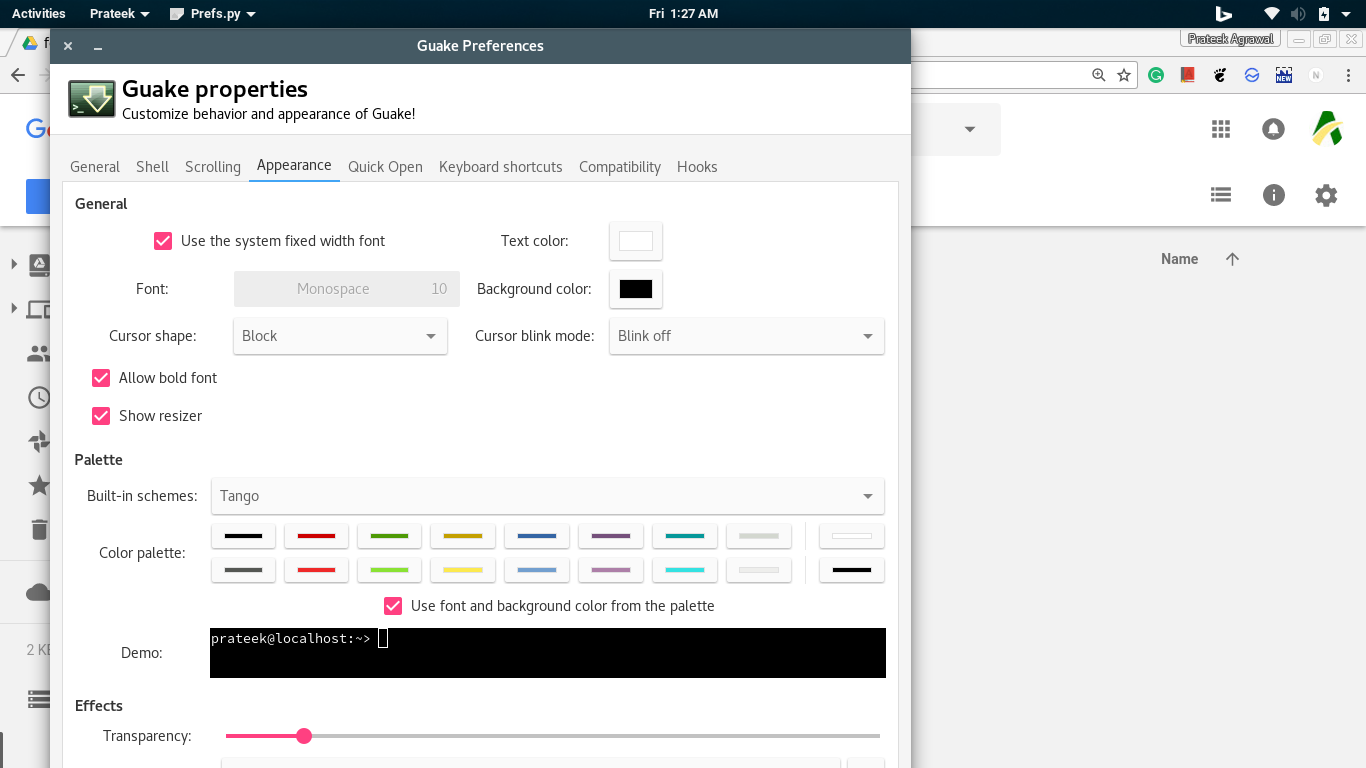 Activities Prateek Prefs.py Fri 1:27 AM
Guake Preferences
Prateek Agrawal
Guake properties
Customize behavior and appearance of Guake!
NEW
N
General Shell Scrolling Appearance Quick Open Keyboard shortcuts Compatibility Hooks
General
Use the system fixed width font Text color:
Font: Monospace 10 Background color:
Name
Cursor shape: Block Cursor blink mode: Blink off
Allow bold font
Show resizer
Palette
Built-in schemes: Tango
Color palette:
Use font and background color from the palette
Demo: prateek@localhost:~>
Effects
Transparency: